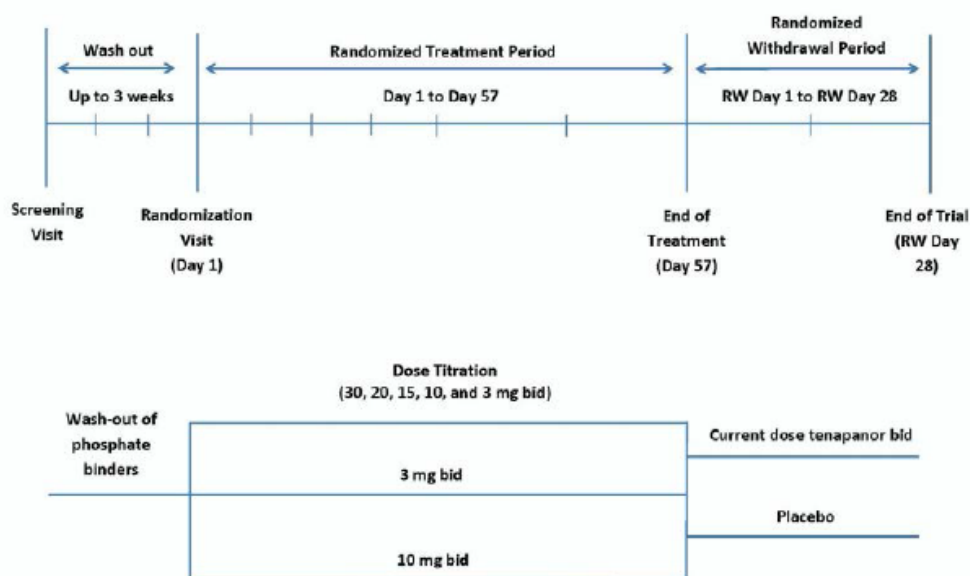 Wash out
Up to 3 weeks
Randomized Treatment Period
Day 1 to Day 57
Randomized
Withdrawal Period
RW Day 1 to RW Day 28
Screening
Visit
Randomization
Visit
(Day 1)
End of
Treatment
(Day 57)
End of Trial
(RW Day
28)
Dose Titration
(30, 20, 15, 10, and 3 mg bid)
Wash-out of
phosphate
binders
3 mg bid
10 mg bid
Current dose tenapanor bid
Placebo